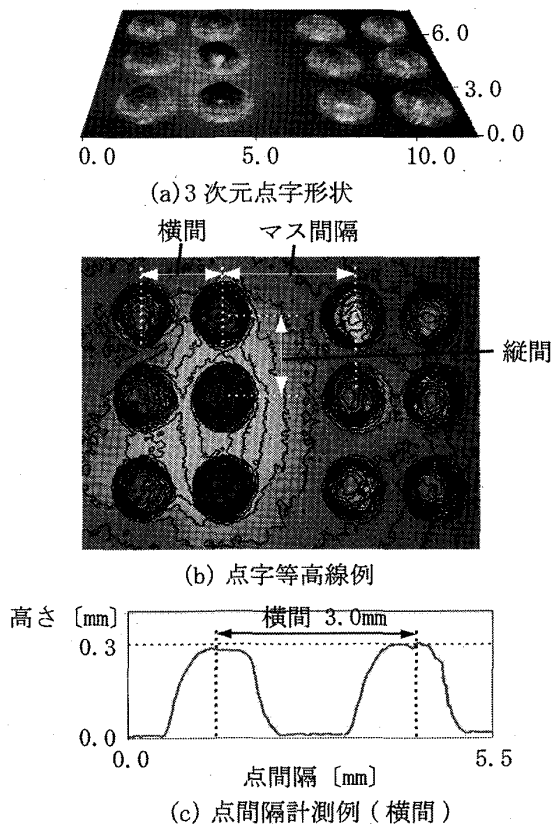 6.0
3.0
0.0
0.0 5.0 10.0
(a)3 次元点字形状
横間 マス間隔
縦間
(b) 点字等高線例
高さ〔mm〕
横間 3.0mm
0.3
0.0
0.0 5.5
点間隔〔mm〕
(c) 点間隔計測例(横間)